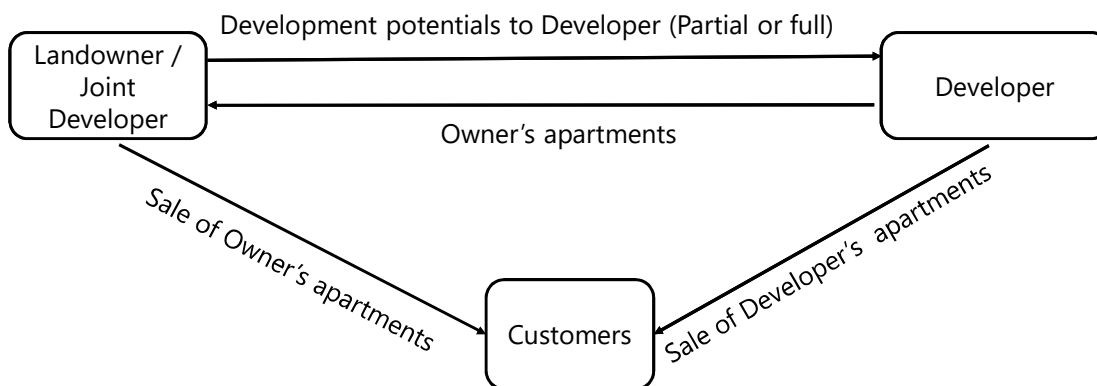 Development potentials to Developer (Partial or full)
Landowner /
Joint
Developer
Developer
Owner’s apartments
Sale of Owner’s apartments
Sale of Developer’s apartments
Customers